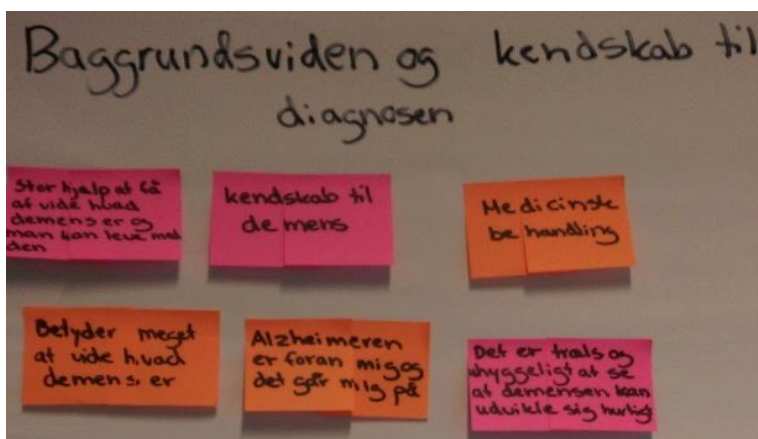 Baggrundsviden og kendskab til
diagnosen
Stor hjælp at få
at vide hvad
demens er og
man kan leve med
den
kendskab til
demens
Medicinsk
behandling
Betyder meget
at vide hvad
demens er
Alzheimeren
er foran mig og
det går mig på
Det er træls og
uhyggeligt at se
at demensen kan
udvikle sig hurtigt